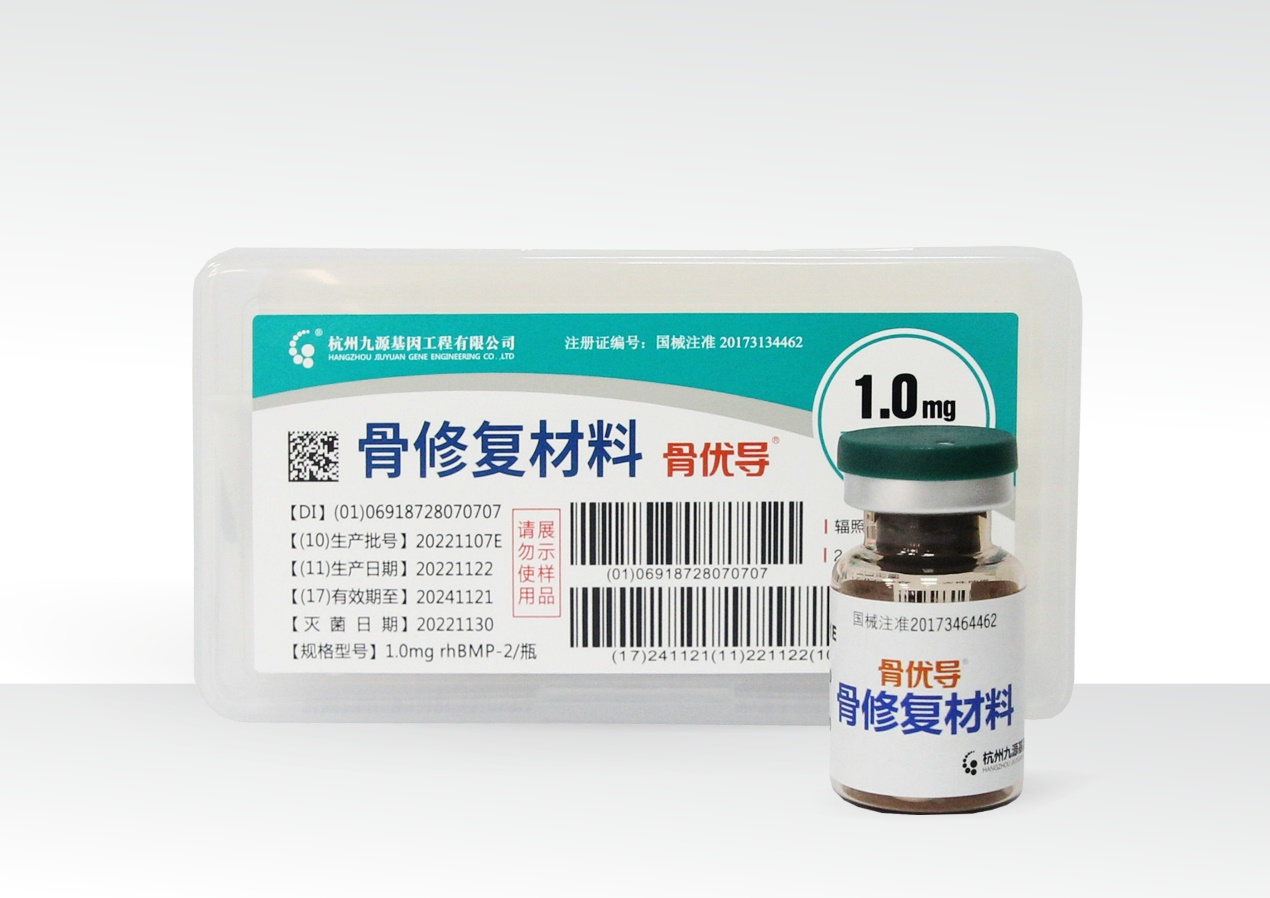 杭州九源基因工程有限公司
HANGZHOU JIUYUAN GENE ENGINEERING CO.,LTD
注册证编号：国械注准 20173134462
1.0 mg
骨修复材料 骨优导®
【DI】(01)06918728070707
【(10)生产批号】20221107E
【(11)生产日期】20221122
【(17)有效期至】20241121
【灭菌日期】20221130
【规格型号】1.0mg rhBMP-2/瓶
展示样品
请勿使用
(01)06918728070707
(17)241121(11)221122(10
辐照
2
国械注准20173464462
骨优导®
骨修复材料
杭州九源基
HANGZHOU JIUYUAN